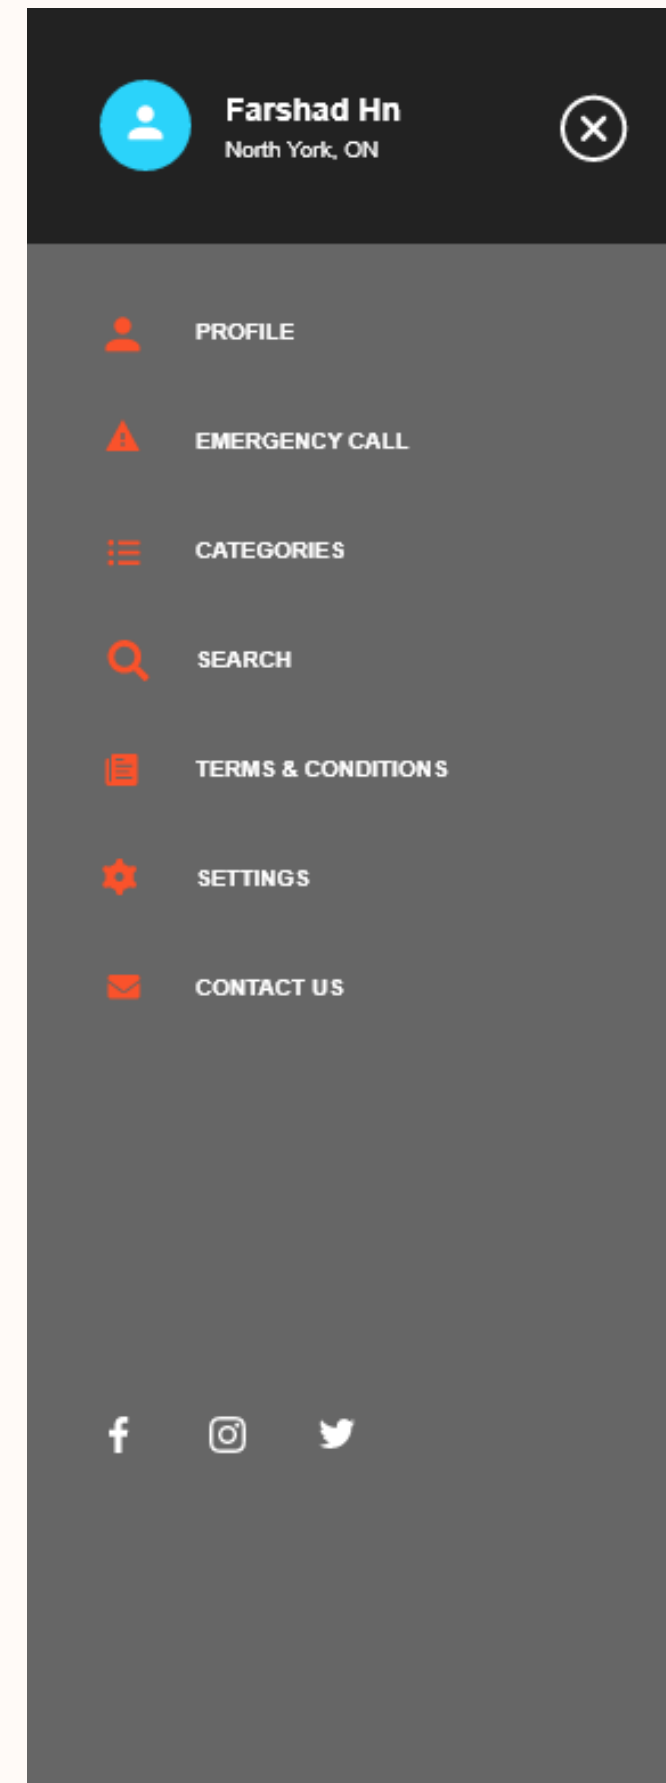 Farshad Hn
North York, ON
PROFILE
EMERGENCY CALL
CATEGORIES
SEARCH
TERMS & CONDITIONS
SETTINGS
CONTACT US